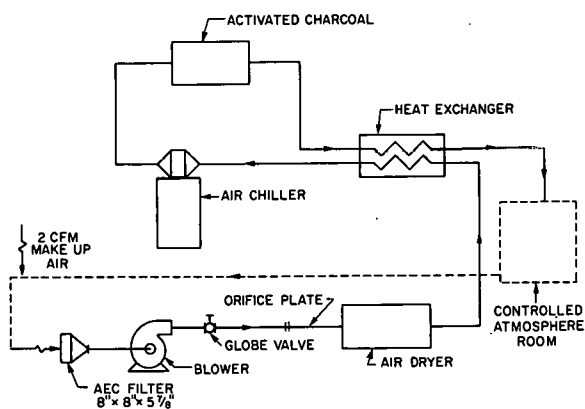 ACTIVATED CHARCOAL
HEAT EXCHANGER
AIR CHILLER
2 CFM
MAKE UP
AIR
ORIFICE PLATE
CONTROLLED
ATMOSPHERE
ROOM
GLOBE VALVE
BLOWER
AIR DRYER
AEC FILTER
8" x 8" x 5 7/8"